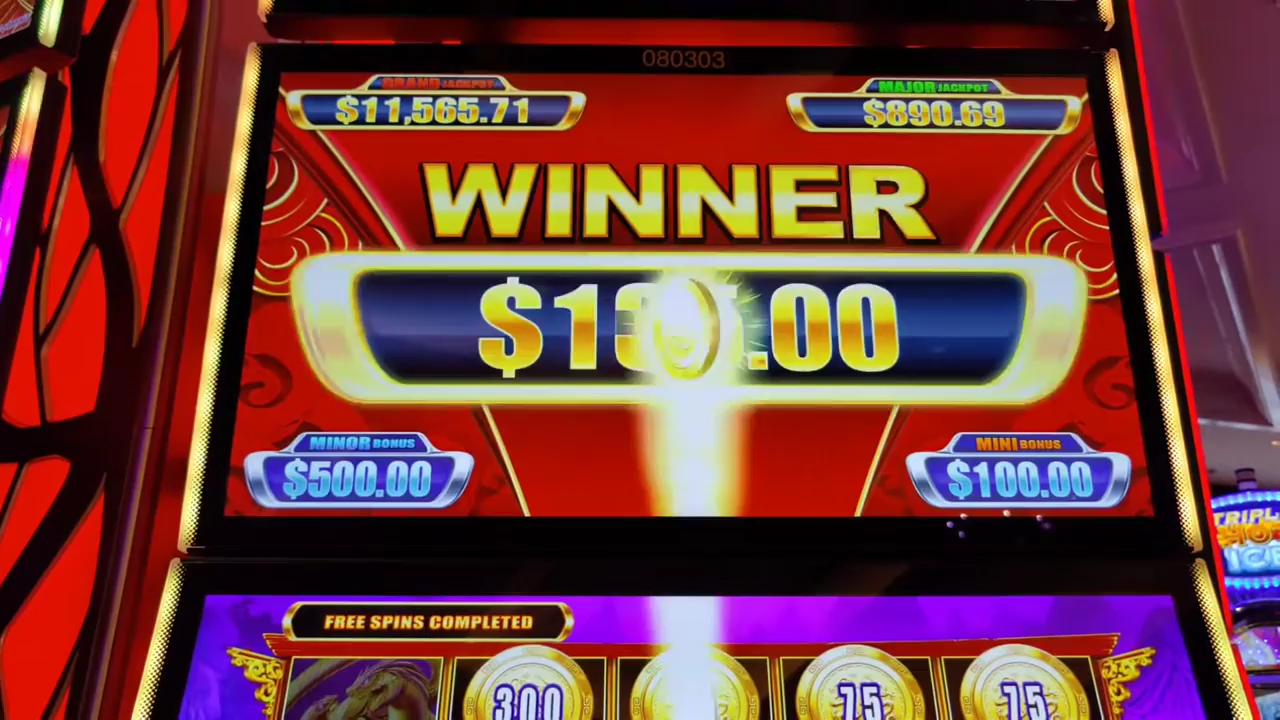 080303
GRAND JACKPOT
$11,565.71
MAJOR JACKPOT
$890.69
WINNER
MINOR BONUS
$500.00
MINI BONUS
$100.00
FREE SPINS COMPLETED
300
75
75